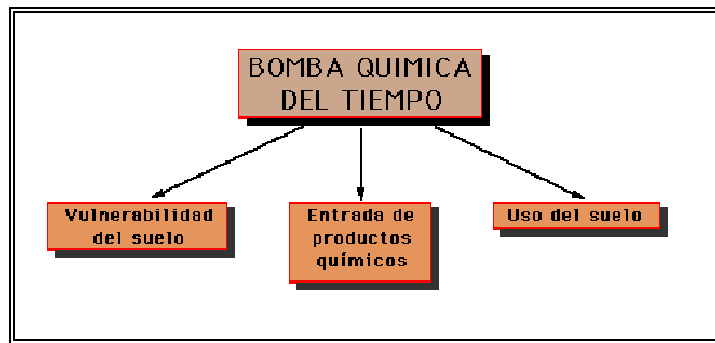 BOMBA QUIMICA
DEL TIEMPO
Vulnerabilidad
del suelo
Entrada de
productos
químicos
Uso del suelo